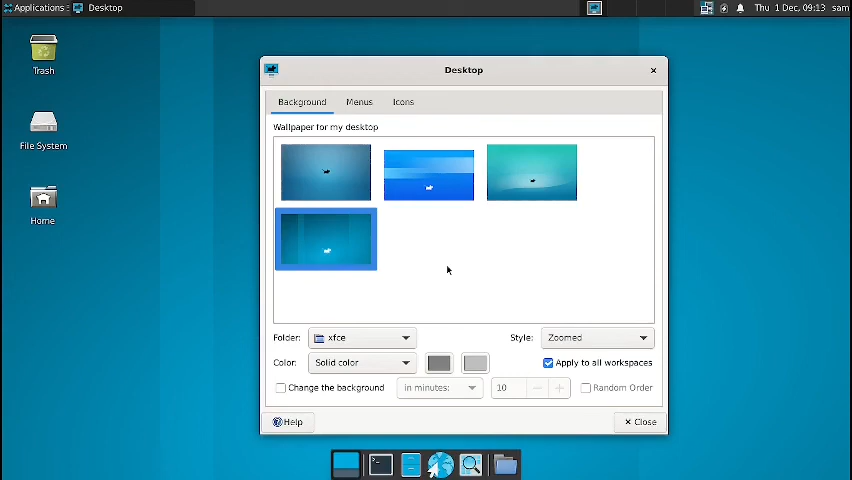 Applications Desktop Thu 1 Dec, 09:13 sam
Trash
File System
Home
Desktop
Background Menus Icons
Wallpaper for my desktop
Folder: xfce Style: Zoomed
Color: Solid color Apply to all workspaces
Change the background in minutes: 10 Random Order
Help Close